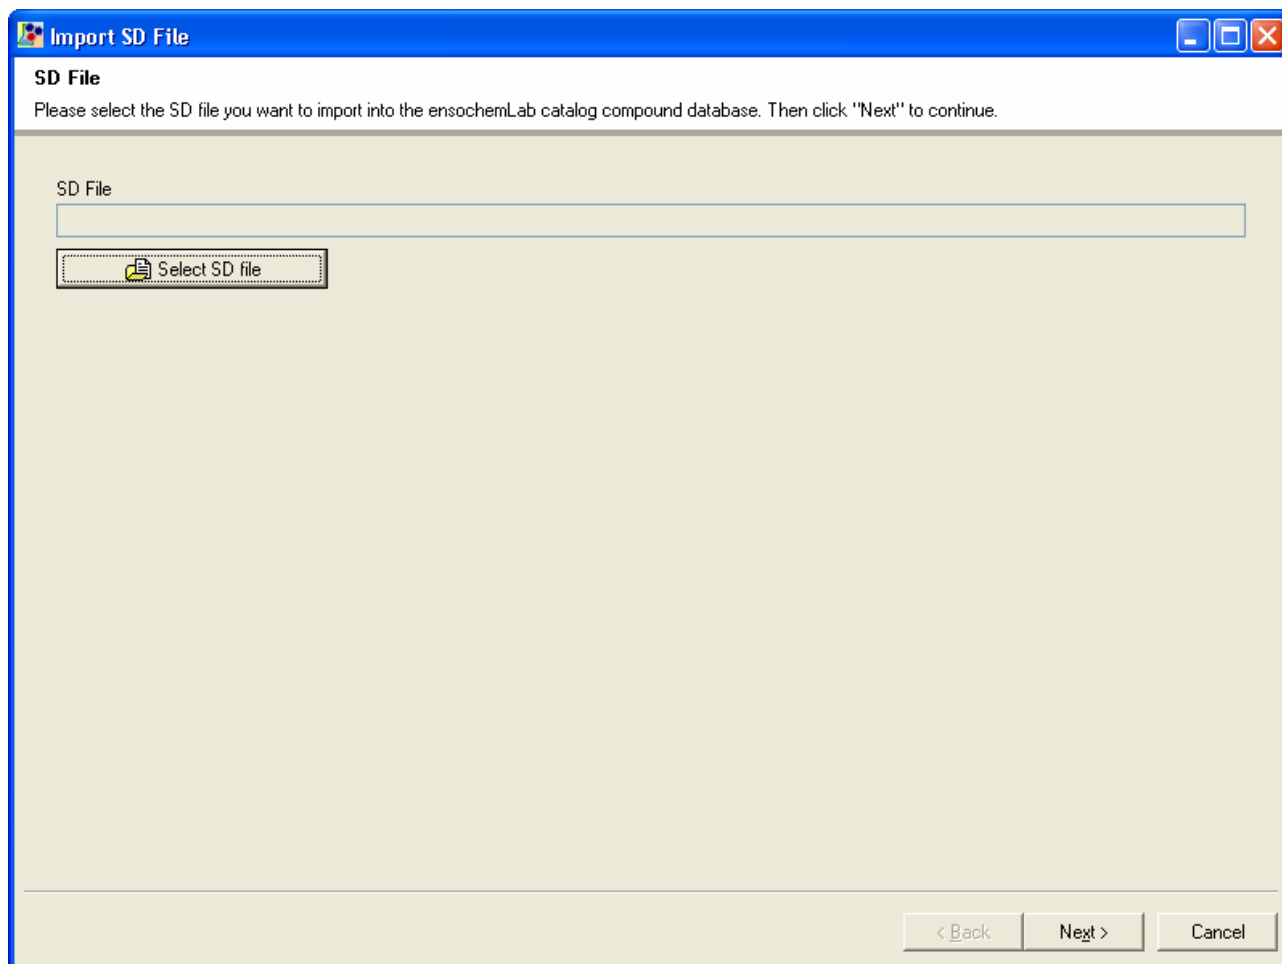 Import SD File
SD File
Please select the SD file you want to import into the ensochemLab catalog compound database. Then click "Next" to continue.
SD File
Select SD file
< Back Next > Cancel